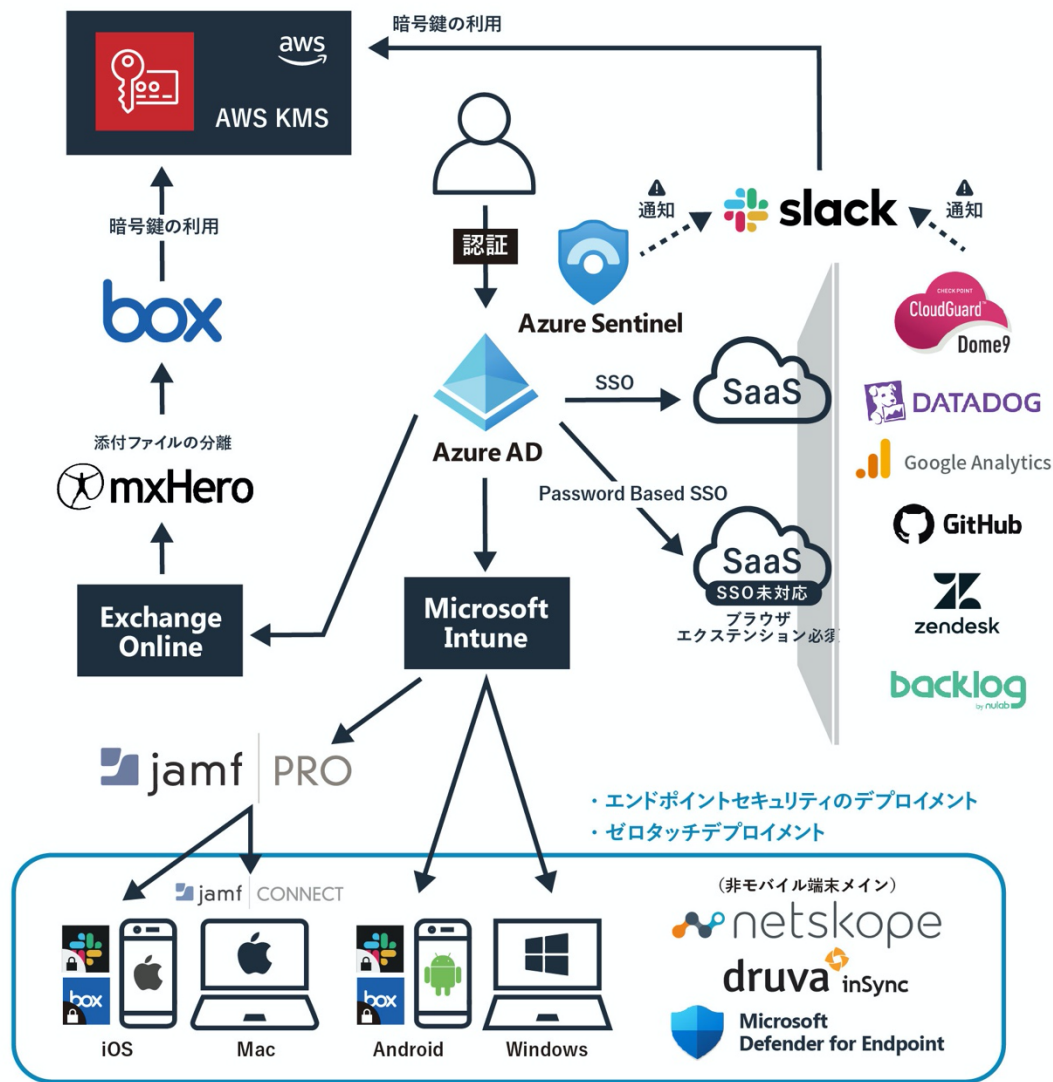 aws
AWS KMS
暗号鍵の利用
暗号鍵の利用
認証
通知
slack
通知
box
Azure Sentinel
CHECK POINT
CloudGuard™
Dome9
SSO
SaaS
DATADOG
Azure AD
添付ファイルの分離
mxHero
Google Analytics
Password Based SSO
GitHub
SaaS
SSO未対応
ブラウザ
エクステンション必須
Exchange
Online
Microsoft
Intune
zendesk
backlog
by nulab
jamf PRO
・エンドポイントセキュリティのデプロイメント
・ゼロタッチデプロイメント
jamf CONNECT
(非モバイル端末メイン)
netskope
druva inSync
box
box
Microsoft
Defender for Endpoint
iOS
Mac
Android
Windows